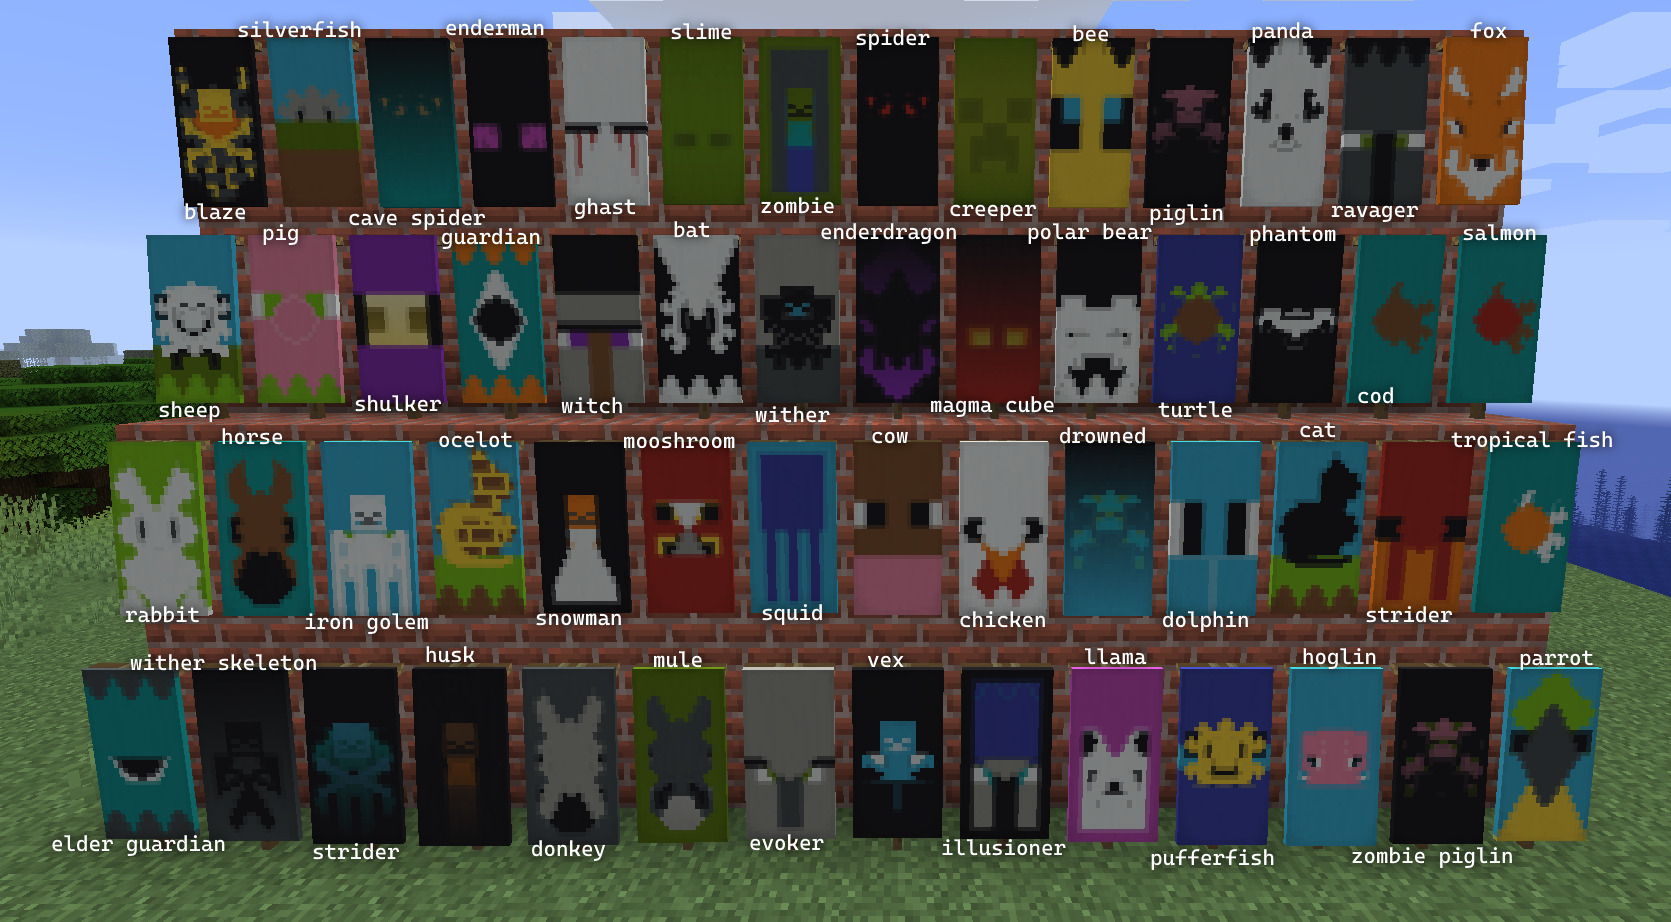 silverfish
enderman
slime
spider
bee
panda
fox
blaze
cave spider
ghast
zombie
creeper
piglin
ravager
pig
guardian
bat
enderdragon
polar bear
phantom
salmon
sheep
shulker
witch
wither
magma cube
turtle
cod
horse
ocelot
mooshroom
cow
drowned
cat
tropical fish
rabbit
iron golem
snowman
squid
chicken
dolphin
strider
wither skeleton
husk
mule
vex
llama
hoglin
parrot
elder guardian
strider
donkey
evoker
illusioner
pufferfish
zombie piglin